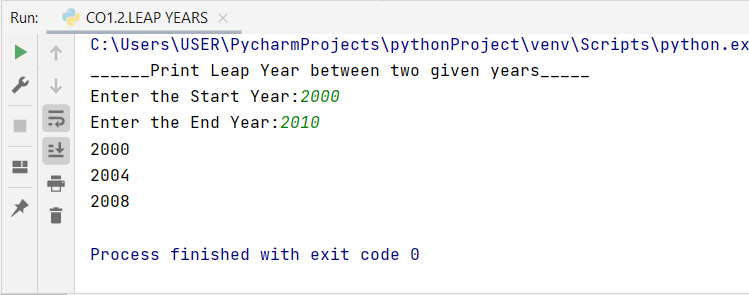 Run: CO1.2.LEAP YEARS
C:\Users\USER\PycharmProjects\pythonProject\venv\Scripts\python.ex
______Print Leap Year between two given years_____
Enter the Start Year:2000
Enter the End Year:2010
2000
2004
2008
Process finished with exit code 0